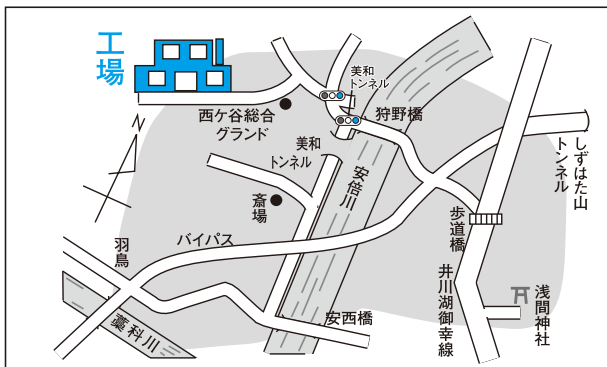 工場
美和
トンネル
狩野橋
西ケ谷総合
グランド
N
美和
トンネル
しずはた山
トンネル
安倍川
斎場
歩道橋
羽鳥
バイパス
井川湖御幸線
浅間神社
藁科川
安西橋